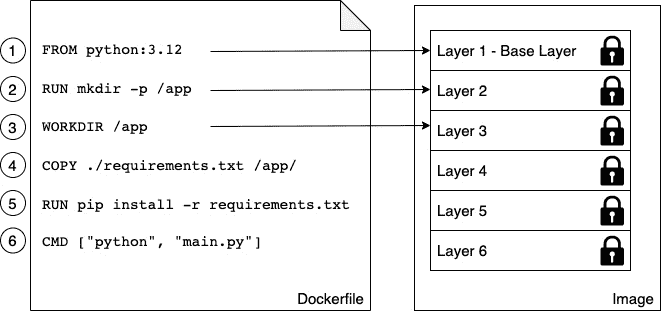 1 FROM python:3.12
2 RUN mkdir -p /app
3 WORKDIR /app
4 COPY ./requirements.txt /app/
5 RUN pip install -r requirements.txt
6 CMD ["python", "main.py"]
Dockerfile
Layer 1 - Base Layer
Layer 2
Layer 3
Layer 4
Layer 5
Layer 6
Image